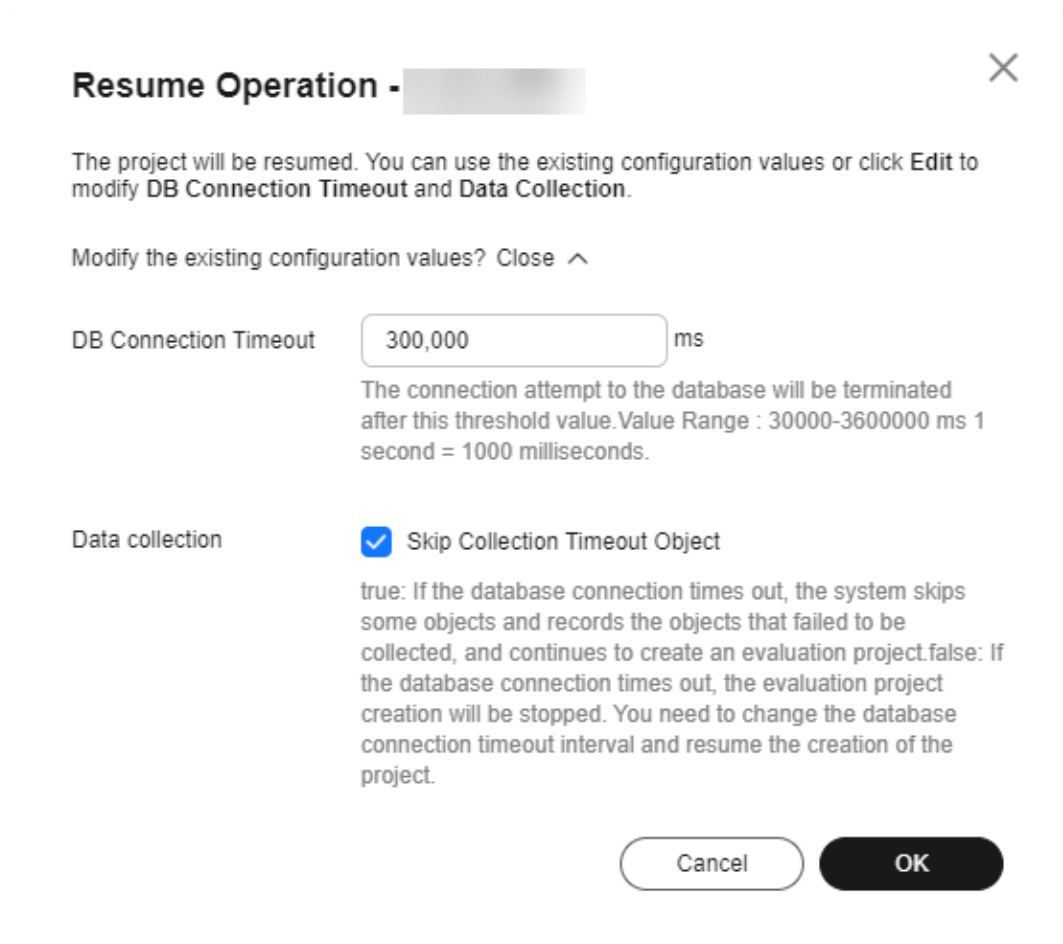 Resume Operation -
The project will be resumed. You can use the existing configuration values or click Edit to
modify DB Connection Timeout and Data Collection.
Modify the existing configuration values? Close
DB Connection Timeout 300,000 ms
The connection attempt to the database will be terminated
after this threshold value.Value Range : 30000-3600000 ms 1
second = 1000 milliseconds.
Data collection Skip Collection Timeout Object
true: If the database connection times out, the system skips
some objects and records the objects that failed to be
collected, and continues to create an evaluation project.false: If
the database connection times out, the evaluation project
creation will be stopped. You need to change the database
connection timeout interval and resume the creation of the
project.
Cancel OK